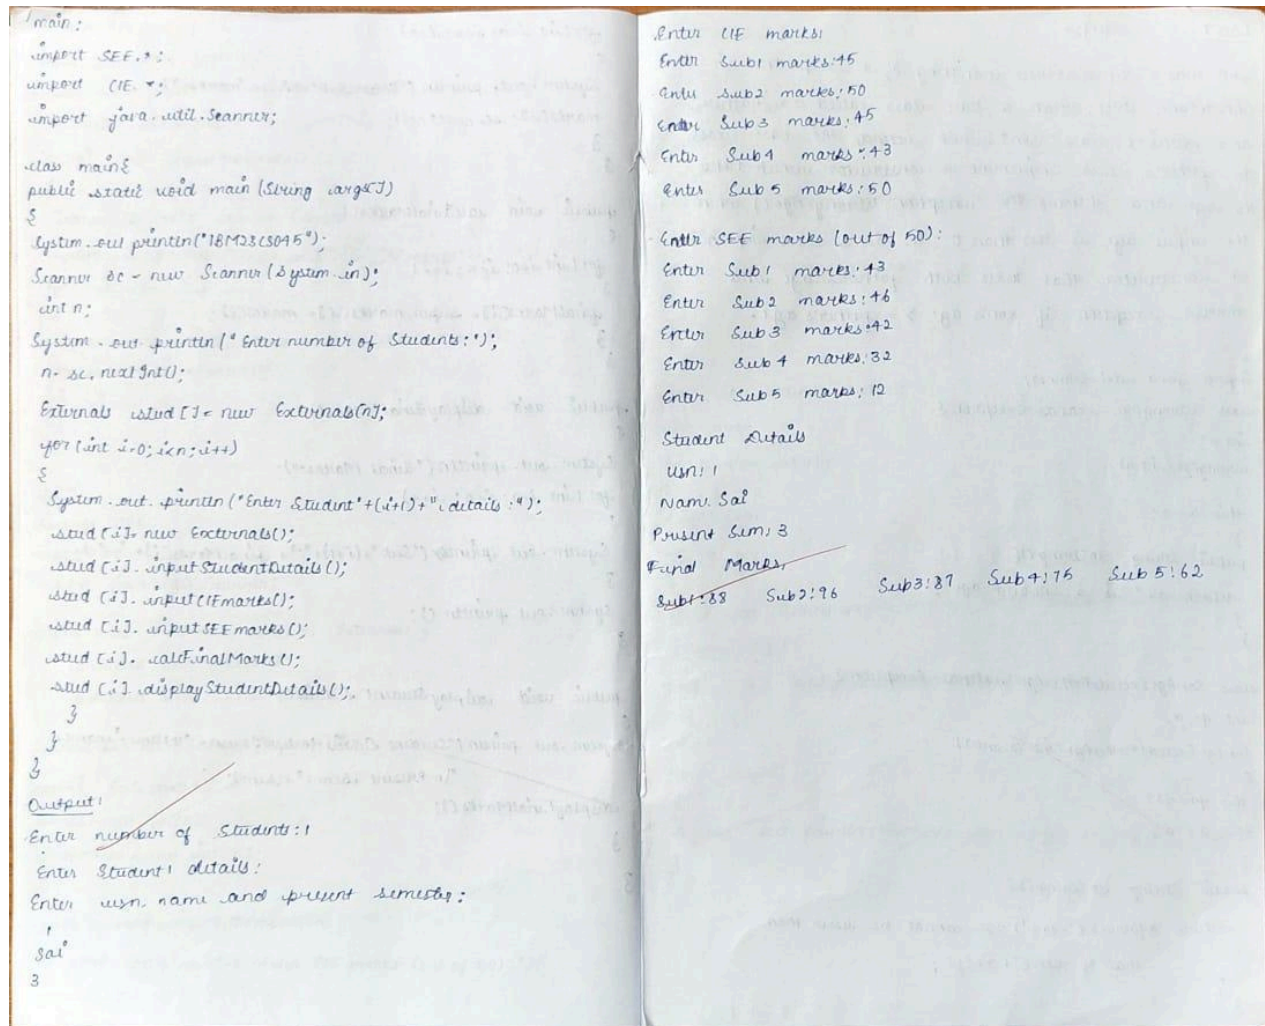 main:
import SEE.*;
import CIE.*;
import java.util.Scanner;
class main{
public static void main (String args[])
{
System.out println("1BM23CS045");
Scanner sc = new Scanner (System.in);
int n;
System.out println("Enter number of Students:");
n= sc.nextInt();
Externals stud []= new Externals[n];
for (int i=0; i<n; i++)
{
System.out.println("Enter Student"+(i+1)+" details:");
stud [i]= new Externals();
stud [i]. inputStudentDetails();
stud [i]. inputCIEmarks();
stud [i]. inputSEEmarks();
stud [i]. calcFinalMarks();
stud [i] displayStudentDetails();
}
}
}
Output:
Enter number of Students:1
Enter Student1 details:
Enter usn, name and present semester:
1
Sai
3
Enter CIE marks:
Enter Sub1 marks:45
Enter Sub2 marks:50
Enter Sub3 marks:45
Enter Sub4 marks:43
Enter Sub5 marks:50
Enter SEE marks (out of 50):
Enter Sub1 marks:43
Enter Sub2 marks:46
Enter Sub3 marks:42
Enter Sub4 marks:32
Enter Sub5 marks:12
Student Details
usn: 1
Name: Sai
Present Sem: 3
Final Marks:
Sub1:88 Sub2:96 Sub3:87 Sub4:75 Sub5:62